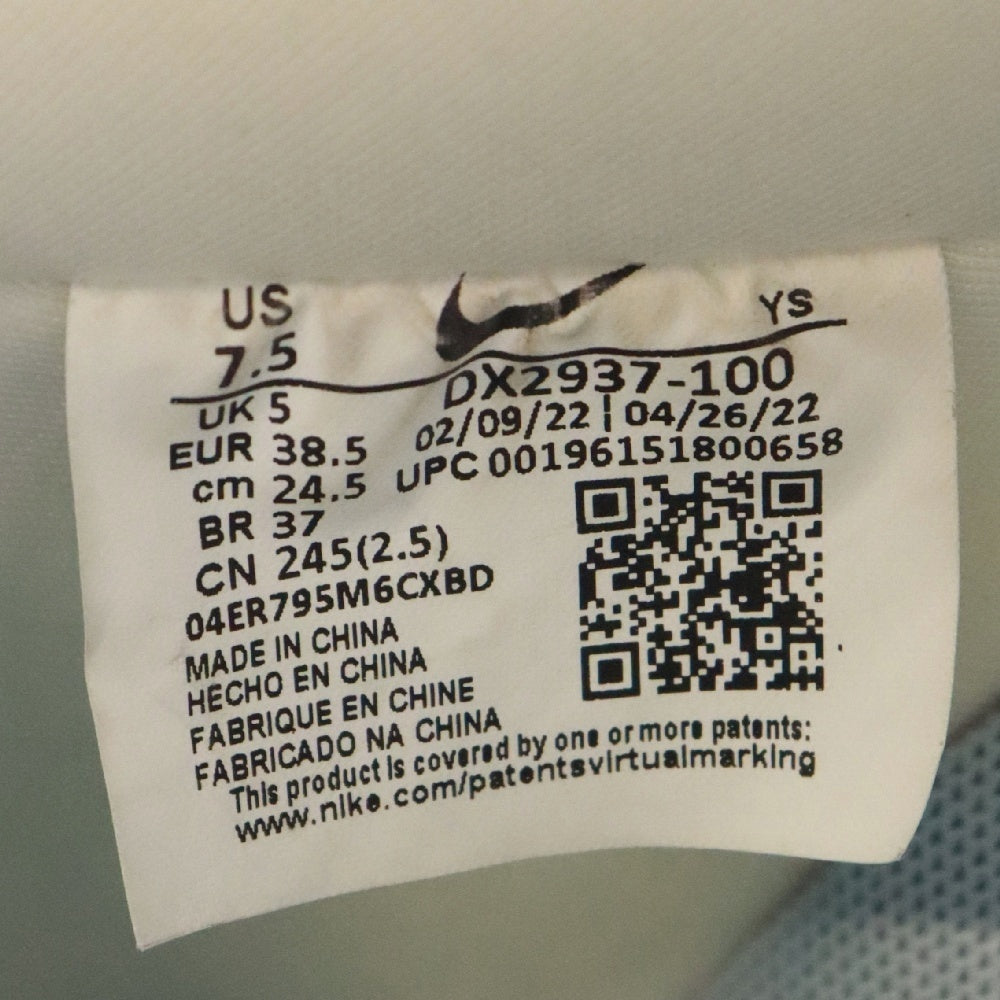 US
7.5
YS
UK 5
EUR 38.5
cm 24.5
BR 37
CN 245(2.5)
DX2937-100
02/09/22 | 04/26/22
UPC 00196151800658
04ER795M6CXBD
MADE IN CHINA
HECHO EN CHINA
FABRIQUE EN CHINE
FABRICADO NA CHINA
This product is covered by one or more patents:
www.nike.com/patentsvirtualmarking